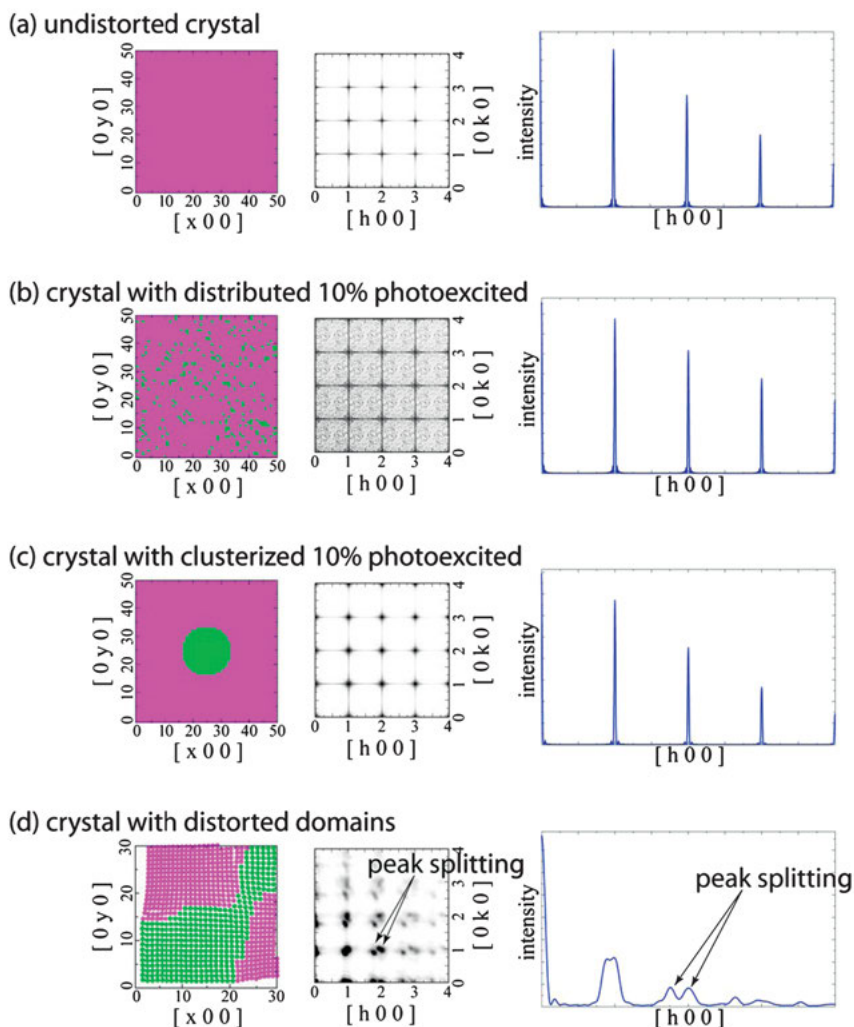 (a) undistorted crystal
[ 0 y 0 ]
0 10 20 30 40 50
0 10 20 30 40 50
[ x 0 0 ]
0 1 2 3 4
[ 0 k 0 ]
0 1 2 3 4
[ h 0 0 ]
intensity
[ h 0 0 ]
(b) crystal with distributed 10% photoexcited
[ 0 y 0 ]
0 10 20 30 40 50
0 10 20 30 40 50
[ x 0 0 ]
0 1 2 3 4
[ 0 k 0 ]
0 1 2 3 4
[ h 0 0 ]
intensity
[ h 0 0 ]
(c) crystal with clusterized 10% photoexcited
[ 0 y 0 ]
0 10 20 30 40 50
0 10 20 30 40 50
[ x 0 0 ]
0 1 2 3 4
[ 0 k 0 ]
0 1 2 3 4
[ h 0 0 ]
intensity
[ h 0 0 ]
(d) crystal with distorted domains
[ 0 y 0 ]
0 10 20 30
0 10 20 30
[ x 0 0 ]
peak splitting
0 1 2 3 4
[ 0 k 0 ]
0 1 2 3 4
[ h 0 0 ]
intensity
peak splitting
[ h 0 0 ]